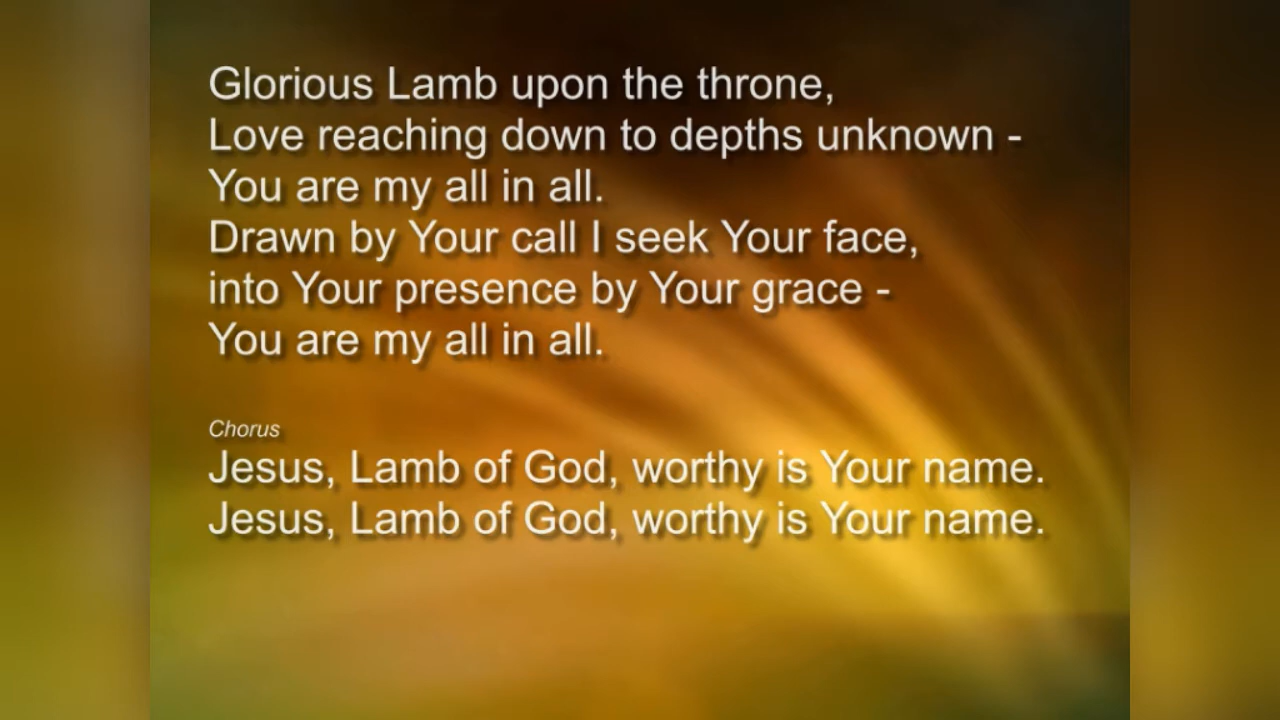 Glorious Lamb upon the throne,
Love reaching down to depths unknown -
You are my all in all.
Drawn by Your call I seek Your face,
into Your presence by Your grace -
You are my all in all.
Chorus
Jesus, Lamb of God, worthy is Your name.
Jesus, Lamb of God, worthy is Your name.